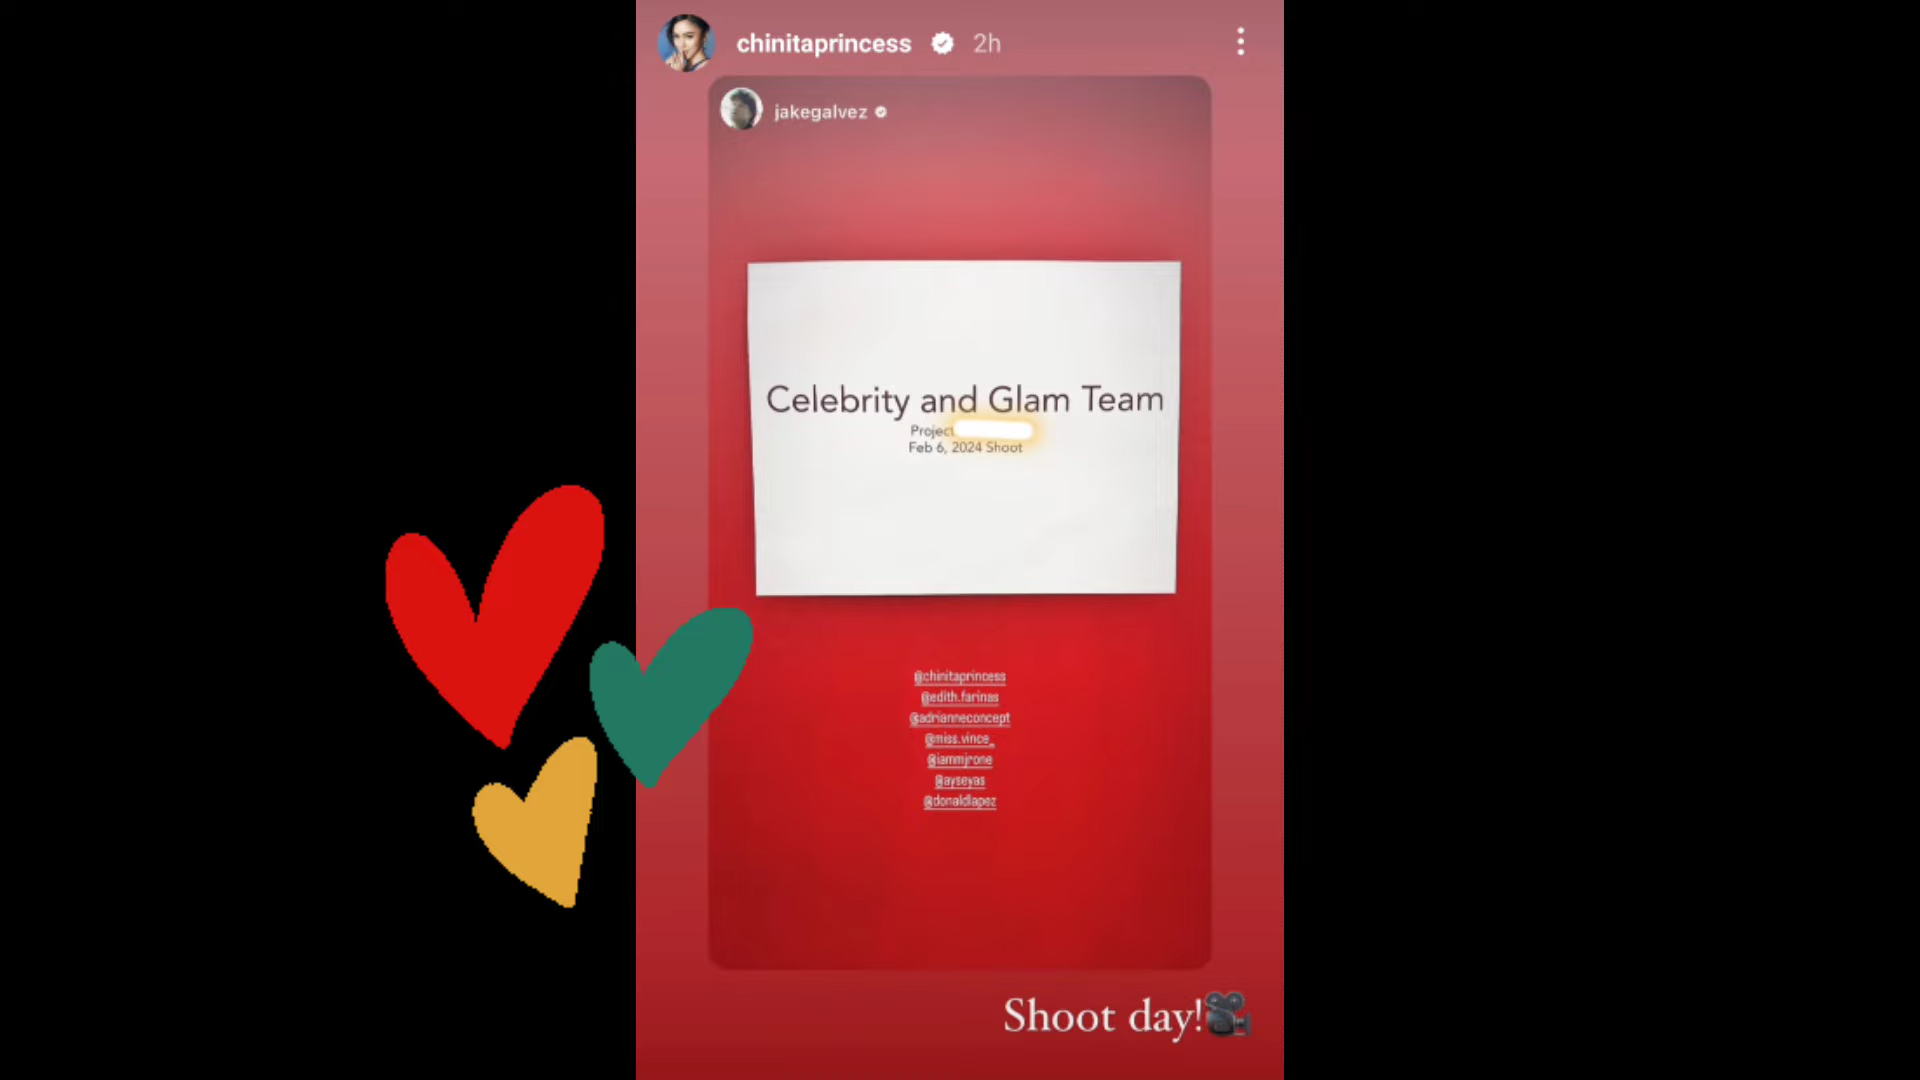 chinitaprincess 2h
jakegalvez
Celebrity and Glam Team
Project
Feb 6, 2024 Shoot
@chinitaprincess
@edith.farinas
@adrianneconcept
@miss.vince_
@iammjrone
@ayseyas
@donaldlapez
Shoot day!